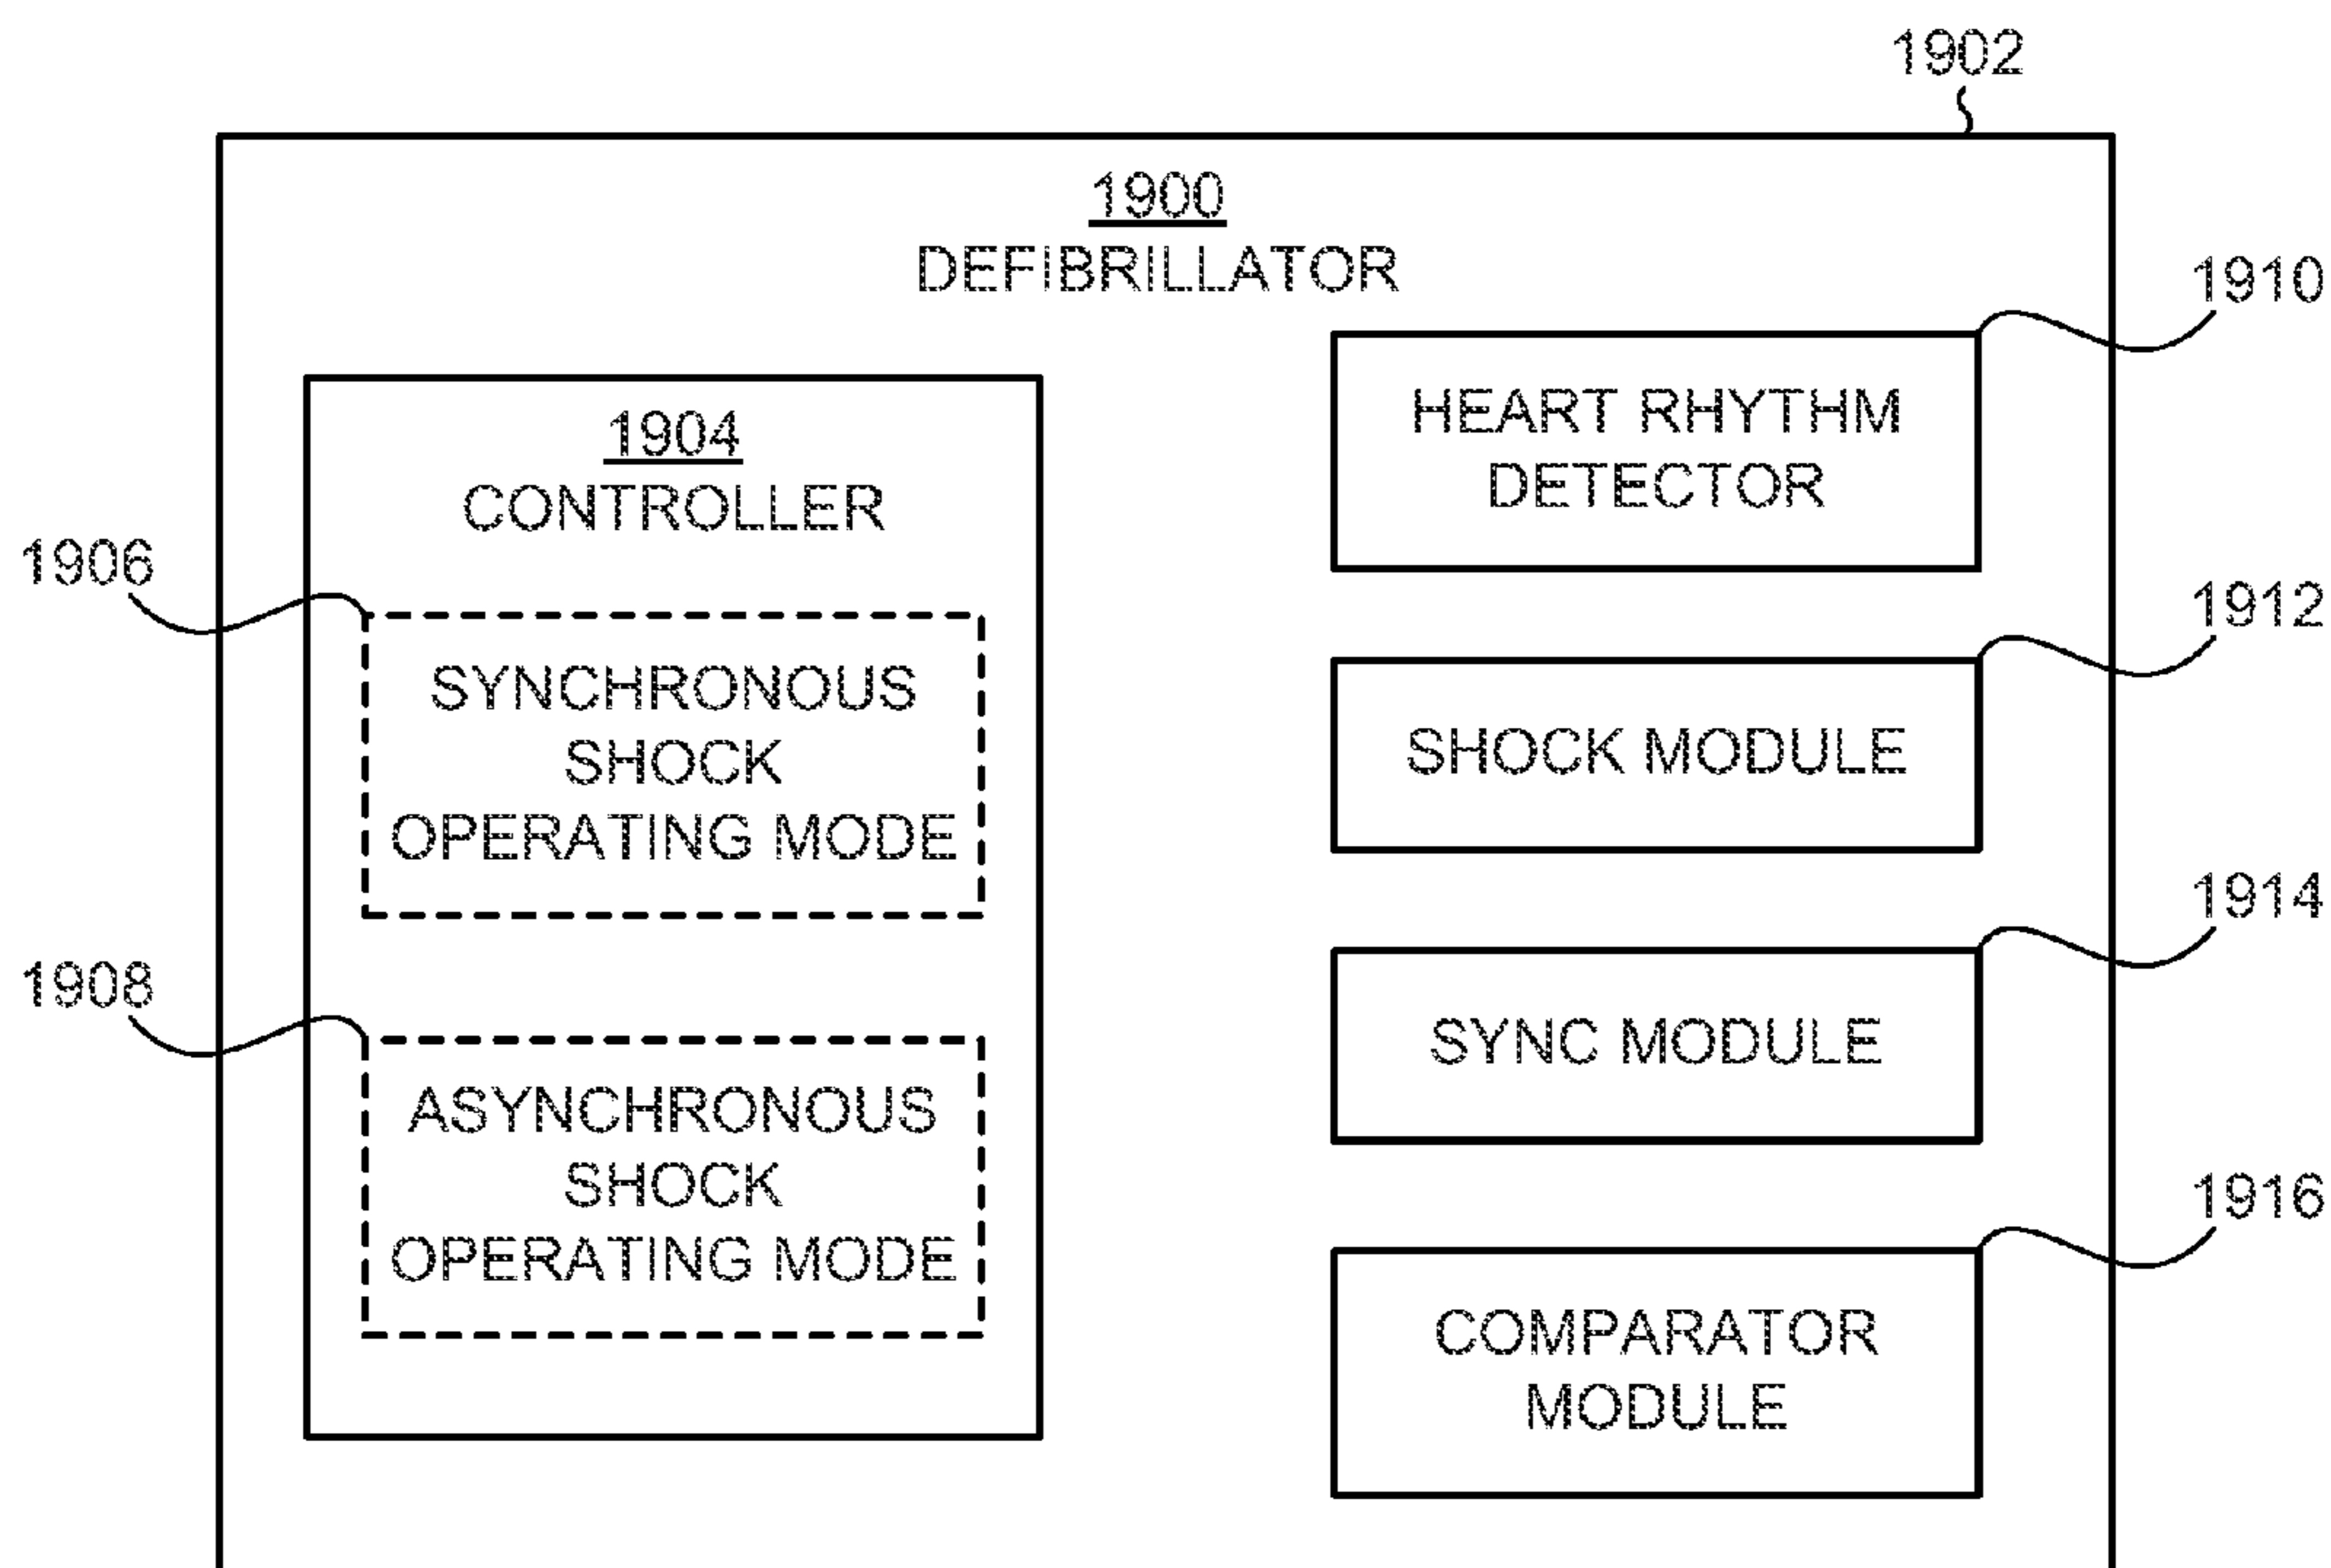 1902
1900
DEFIBRILLATOR
1910
HEART RHYTHM
DETECTOR
1904
CONTROLLER
1906
SYNCHRONOUS
SHOCK
OPERATING MODE
1912
SHOCK MODULE
1914
SYNC MODULE
1908
ASYNCHRONOUS
SHOCK
OPERATING MODE
1916
COMPARATOR
MODULE